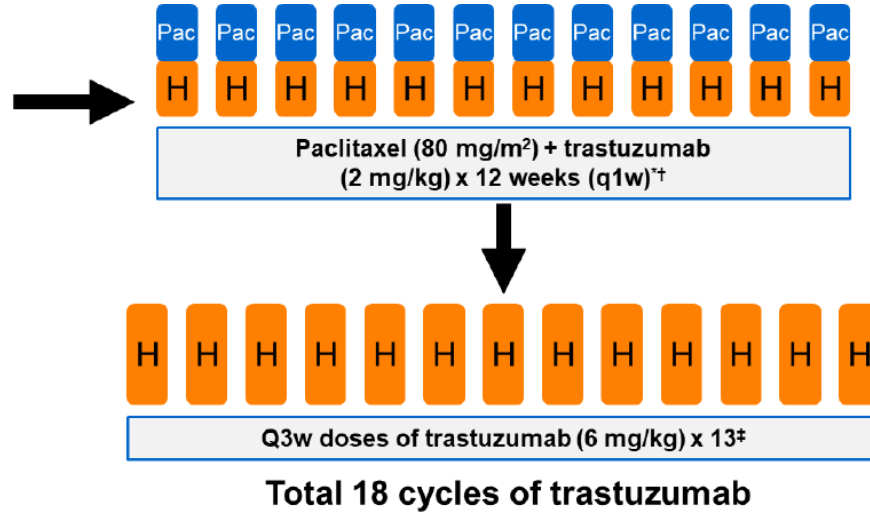 Pac Pac Pac Pac Pac Pac Pac Pac Pac Pac Pac Pac
H H H H H H H H H H H H
Paclitaxel (80 mg/m²) + trastuzumab
(2 mg/kg) x 12 weeks (q1w)*†
H H H H H H H H H H H H H
Q3w doses of trastuzumab (6 mg/kg) x 13‡
Total 18 cycles of trastuzumab